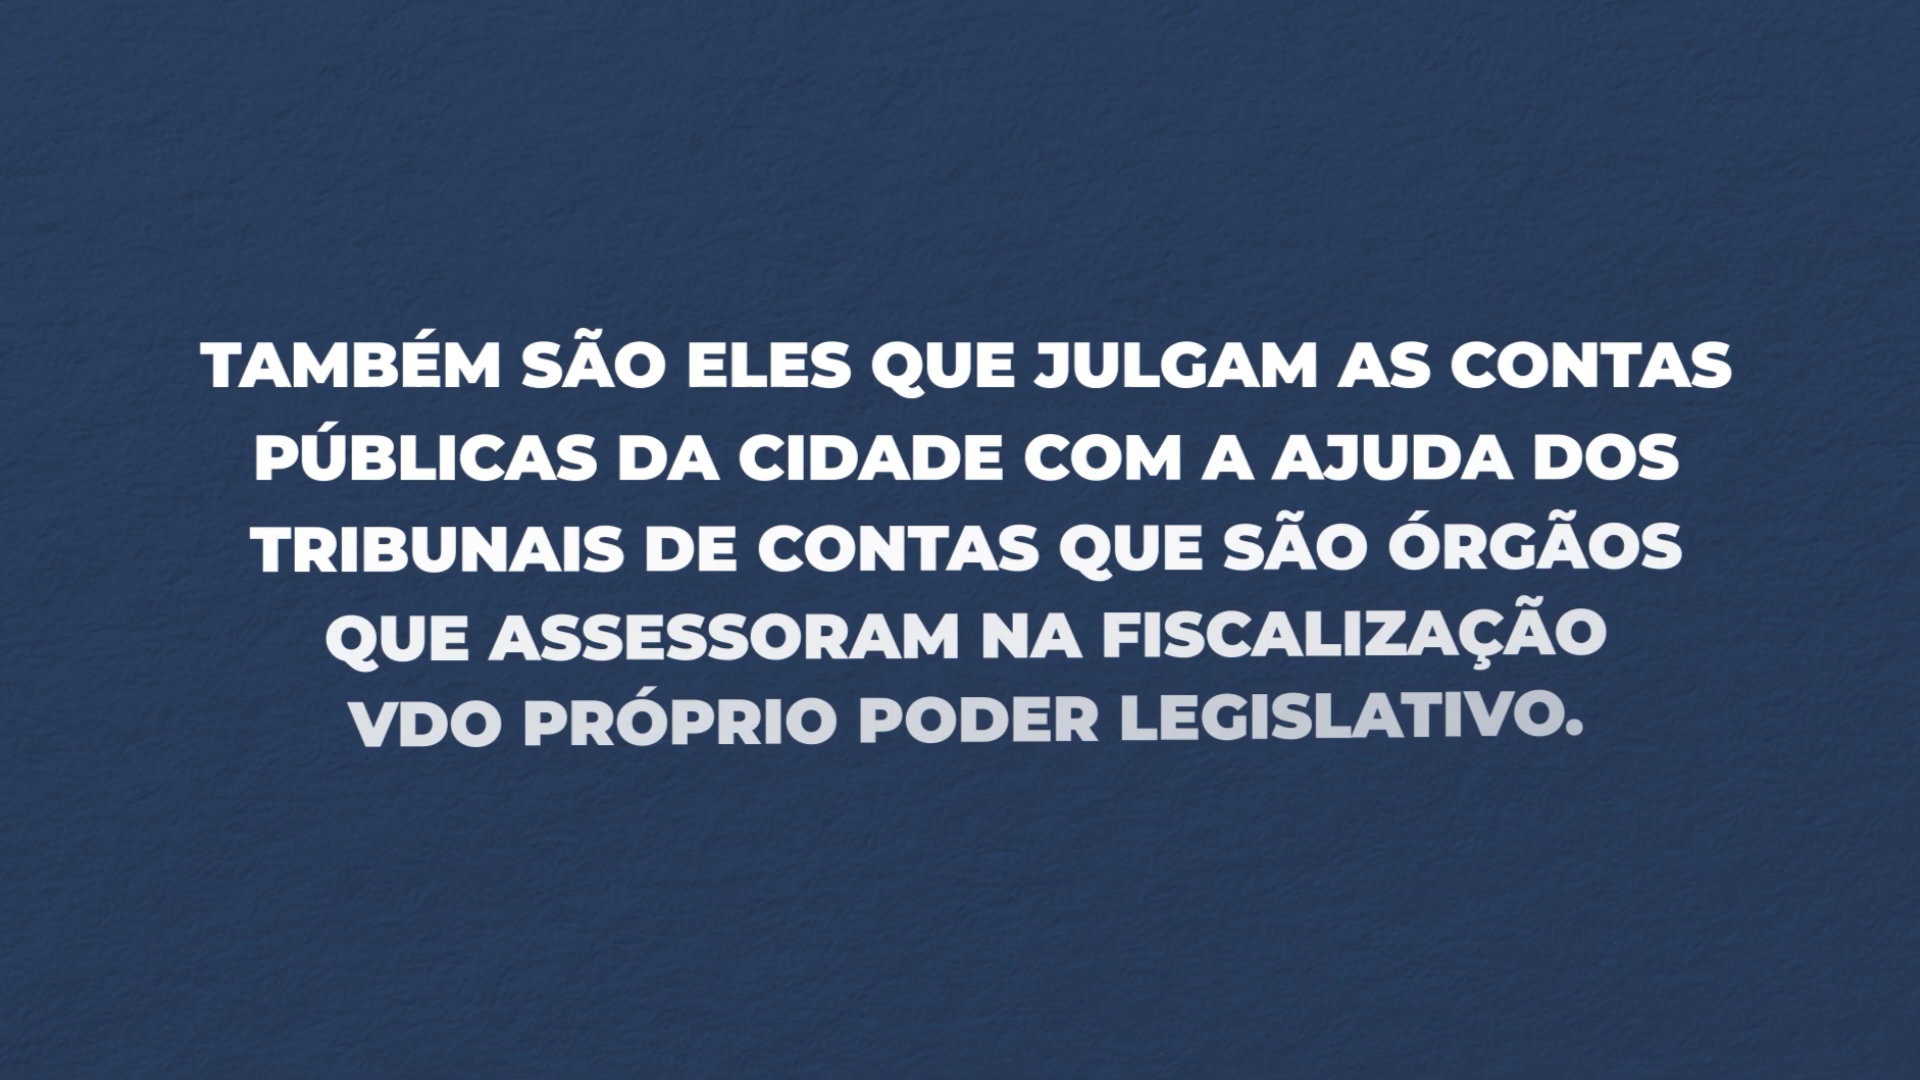 TAMBÉM SÃO ELES QUE JULGAM AS CONTAS
PÚBLICAS DA CIDADE COM A AJUDA DOS
TRIBUNAIS DE CONTAS QUE SÃO ÓRGÃOS
QUE ASSESSORAM NA FISCALIZAÇÃO
VDO PRÓPRIO PODER LEGISLATIVO.